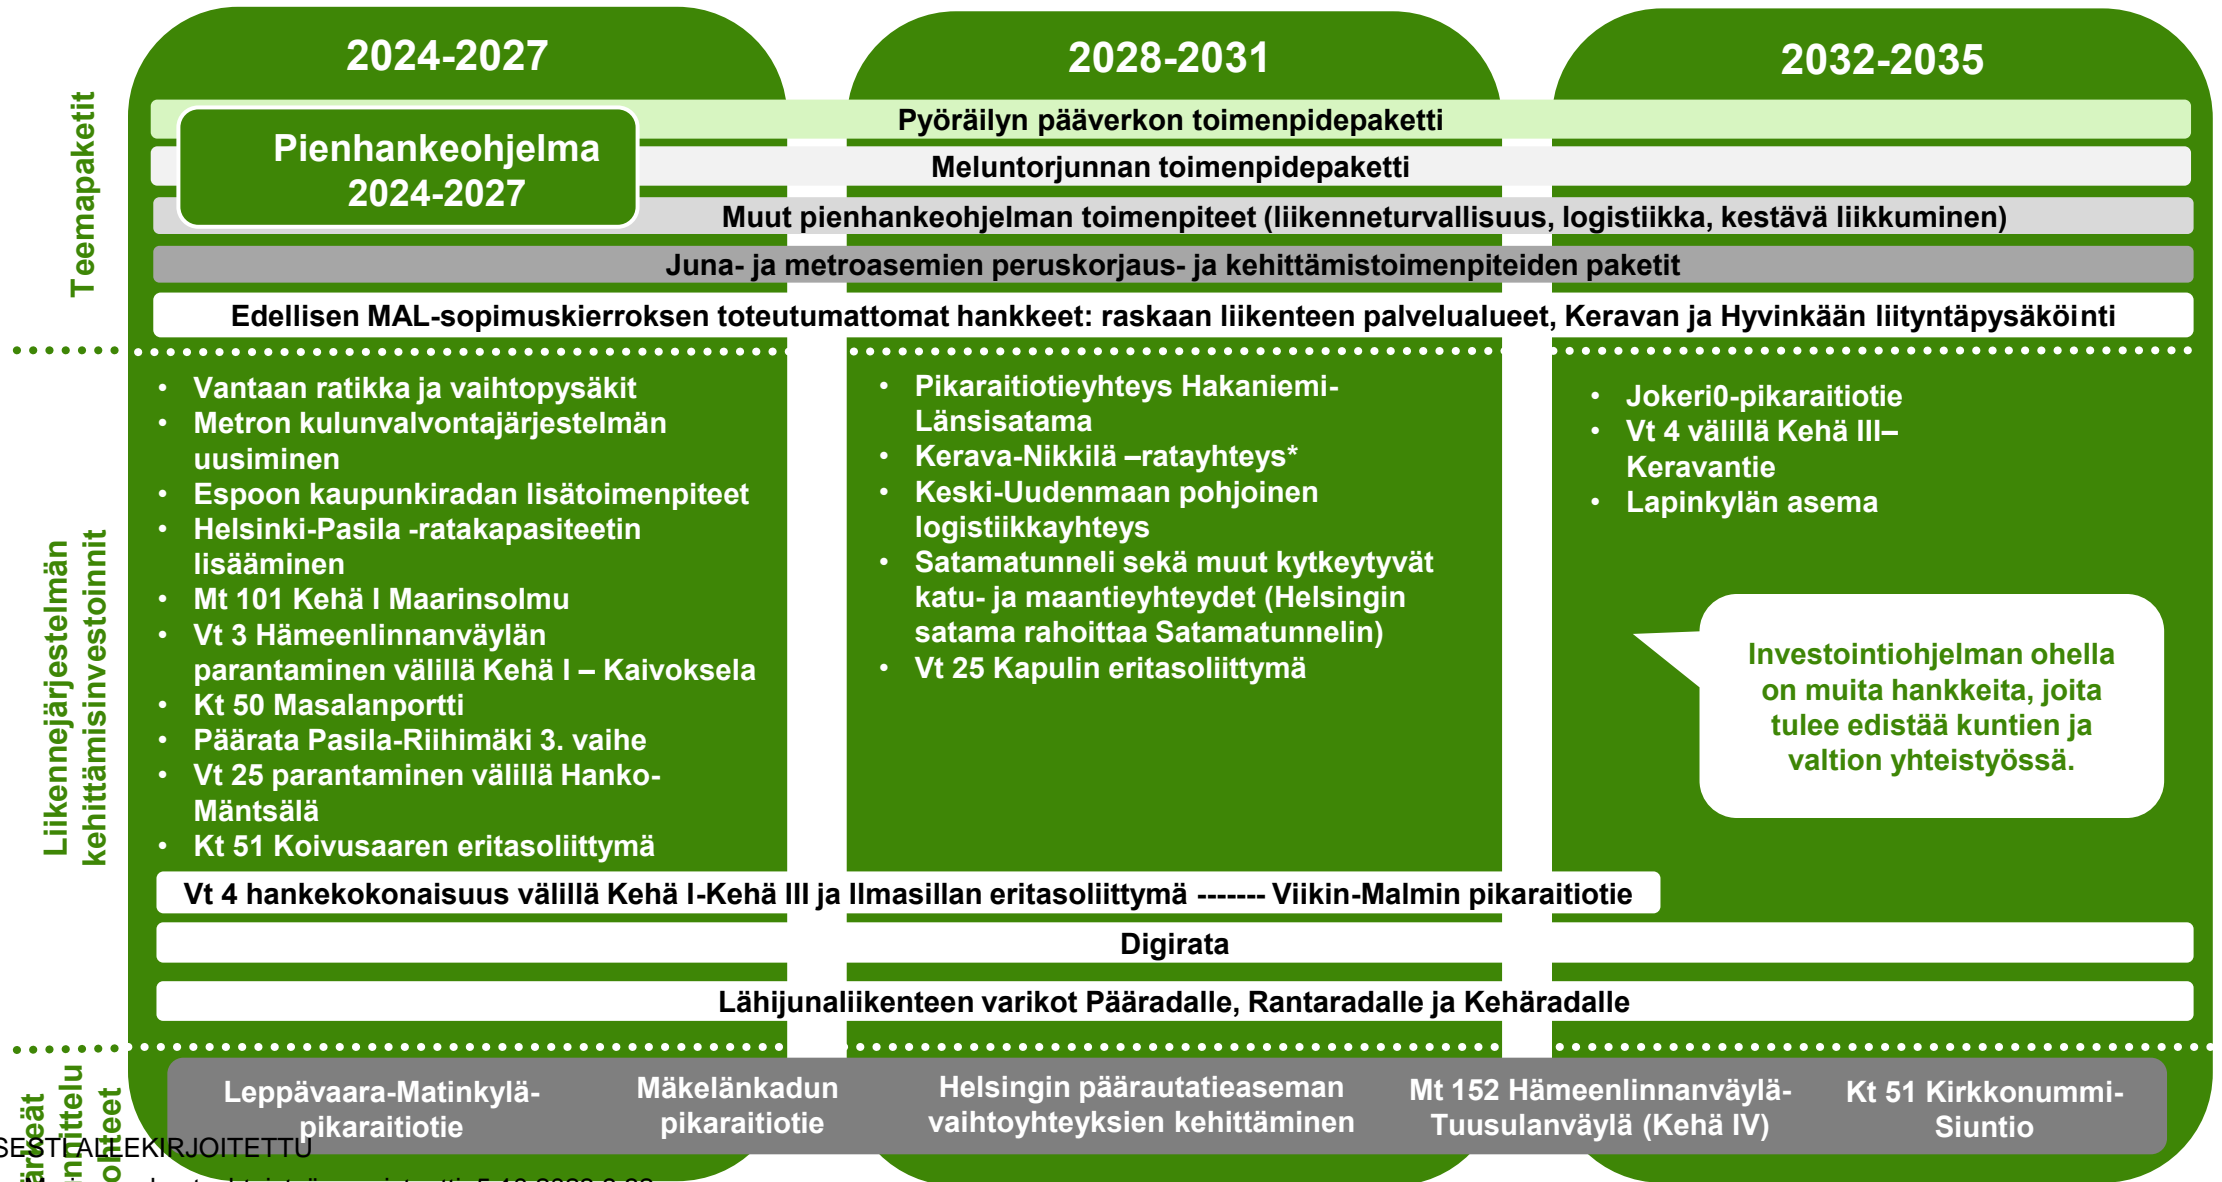 2024-2027
2028-2031
2032-2035
Teemapaketit
Pienhankeohjelma
2024-2027
Pyöräilyn pääverkon toimenpidepaketti
Meluntorjunnan toimenpidepaketti
Muut pienhankeohjelman toimenpiteet (liikenneturvallisuus, logistiikka, kestävä liikkuminen)
Juna- ja metroasemien peruskorjaus- ja kehittämistoimenpiteiden paketit
Edellisen MAL-sopimuskierroksen toteutumattomat hankkeet: raskaan liikenteen palvelualueet, Keravan ja Hyvinkään liityntäpysäköinti
Liikennejärjestelmän
kehittämisinvestoinnit
• Vantaan ratikka ja vaihtopysäkit
• Metron kulunvalvontajärjestelmän
uusiminen
• Espoon kaupunkiradan lisätoimenpiteet
• Helsinki-Pasila -ratakapasiteetin
lisääminen
• Mt 101 Kehä I Maarinsolmu
• Vt 3 Hämeenlinnanväylän
parantaminen välillä Kehä I – Kaivoksela
• Kt 50 Masalanportti
• Päärata Pasila-Riihimäki 3. vaihe
• Vt 25 parantaminen välillä Hanko-
Mäntsälä
• Kt 51 Koivusaaren eritasoliittymä
• Pikaraitiotieyhteys Hakaniemi-
Länsisatama
• Kerava-Nikkilä –ratayhteys*
• Keski-Uudenmaan pohjoinen
logistiikkayhteys
• Satamatunneli sekä muut kytkeytyvät
katu- ja maantieyhteydet (Helsingin
satama rahoittaa Satamatunnelin)
• Vt 25 Kapulin eritasoliittymä
• Jokeri0-pikaraitiotie
• Vt 4 välillä Kehä III–
Keravantie
• Lapinkylän asema
Investointiohjelman ohella
on muita hankkeita, joita
tulee edistää kuntien ja
valtion yhteistyössä.
Vt 4 hankekokonaisuus välillä Kehä I-Kehä III ja Ilmasillan eritasoliittymä ------- Viikin-Malmin pikaraitiotie
Digirata
Lähijunaliikenteen varikot Pääradalle, Rantaradalle ja Kehäradalle
Leppävaara-Matinkylä-
pikaraitiotie
Mäkelänkadun
pikaraitiotie
Helsingin päärautatieaseman
vaihtoyhteyksien kehittäminen
Mt 152 Hämeenlinnanväylä-
Tuusulanväylä (Kehä IV)
Kt 51 Kirkkonummi-
Siuntio
SESTI ALLEKIRJOITETTU